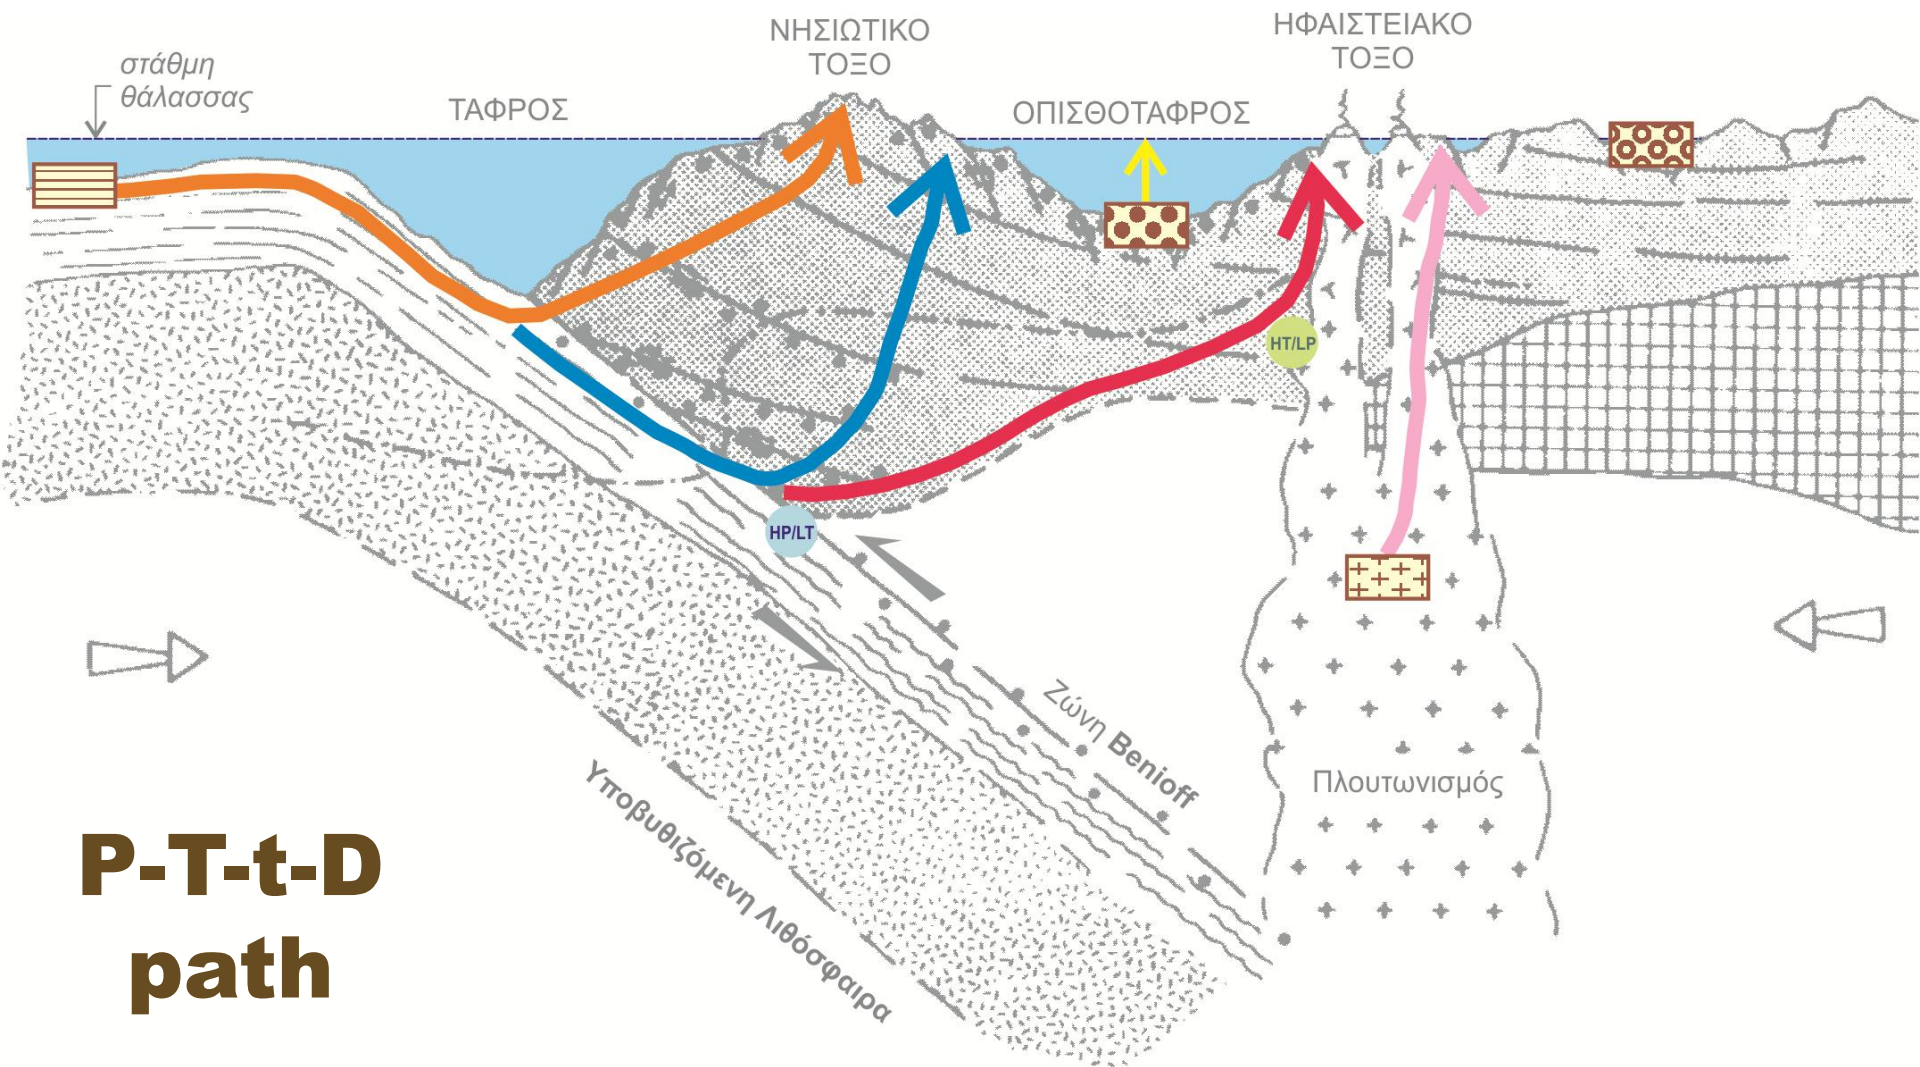 ΝΗΣΙΩΤΙΚΟ
ΤΟΞΟ
ΗΦΑΙΣΤΕΙΑΚΟ
ΤΟΞΟ
στάθμη
θάλασσας
ΤΑΦΡΟΣ
ΟΠΙΣΘΟΤΑΦΡΟΣ
HT/LP
HP/LT
Ζώνη Benioff
Πλουτωνισμός
Υποβυθιζόμενη Λιθόσφαιρα
P-T-t-D
path